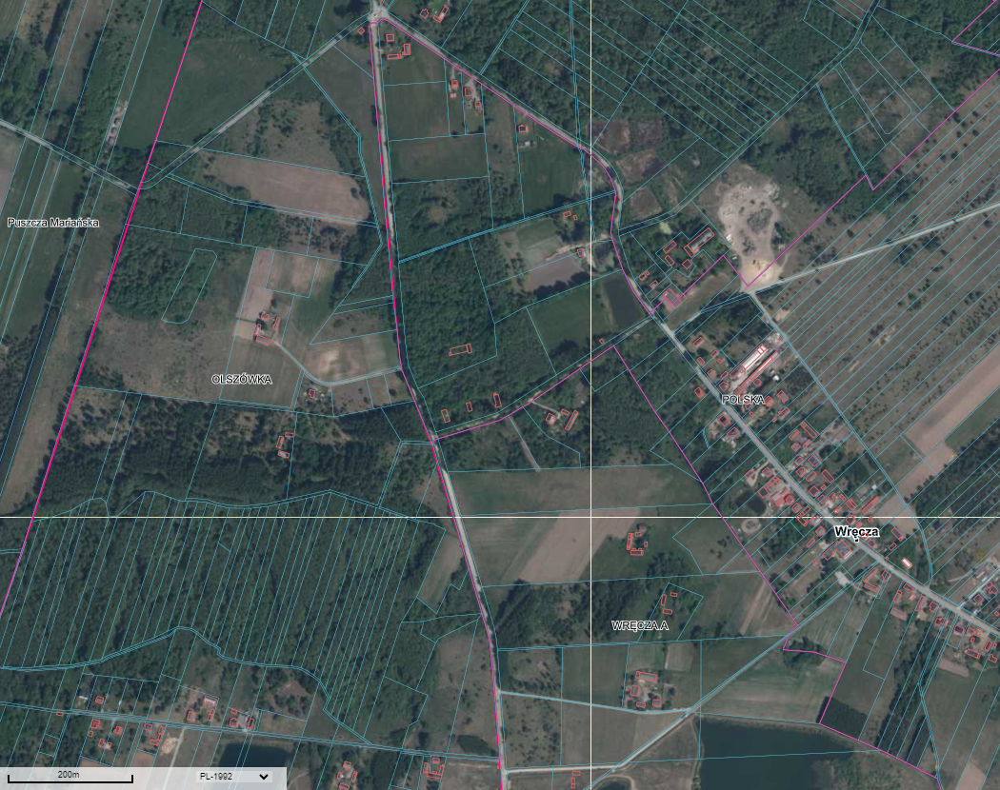 Puszcza Mariańska
OLSZÓWKA
POLSKA
Wręcza
WRĘCZA A
200m
PL-1992